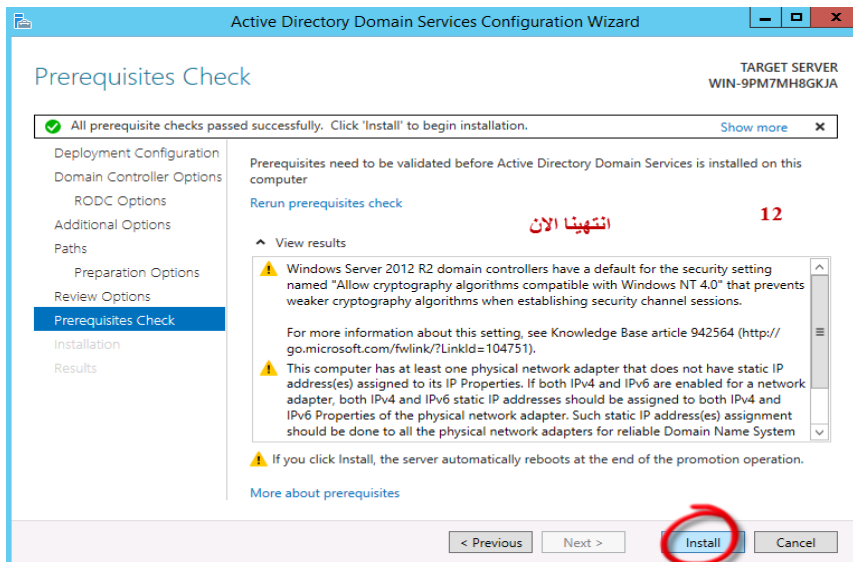 Active Directory Domain Services Configuration Wizard
Prerequisites Check
TARGET SERVER
WIN-9PM7MH8GKJA
All prerequisite checks passed successfully. Click 'Install' to begin installation.
Show more
Deployment Configuration
Domain Controller Options
RODC Options
Additional Options
Paths
Preparation Options
Review Options
Prerequisites Check
Installation
Results
Prerequisites need to be validated before Active Directory Domain Services is installed on this
computer
Rerun prerequisites check
انتهينا الان
12
View results
Windows Server 2012 R2 domain controllers have a default for the security setting
named "Allow cryptography algorithms compatible with Windows NT 4.0" that prevents
weaker cryptography algorithms when establishing security channel sessions.
For more information about this setting, see Knowledge Base article 942564 (http://
go.microsoft.com/fwlink/?LinkId=104751).
This computer has at least one physical network adapter that does not have static IP
address(es) assigned to its IP Properties. If both IPv4 and IPv6 are enabled for a network
adapter, both IPv4 and IPv6 static IP addresses should be assigned to both IPv4 and
IPv6 Properties of the physical network adapter. Such static IP address(es) assignment
should be done to all the physical network adapters for reliable Domain Name System
If you click Install, the server automatically reboots at the end of the promotion operation.
More about prerequisites
< Previous
Next >
Install
Cancel